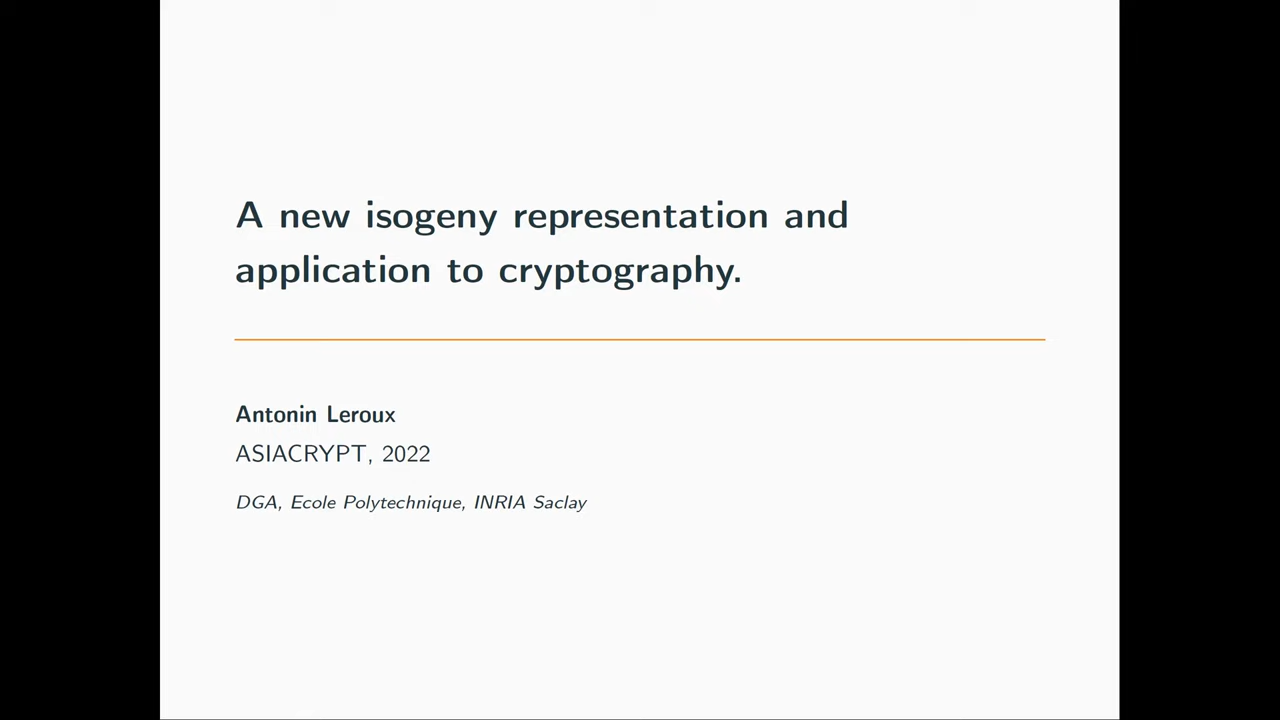 A new isogeny representation and
application to cryptography.
Antonin Leroux
ASIACRYPT, 2022
DGA, Ecole Polytechnique, INRIA Saclay